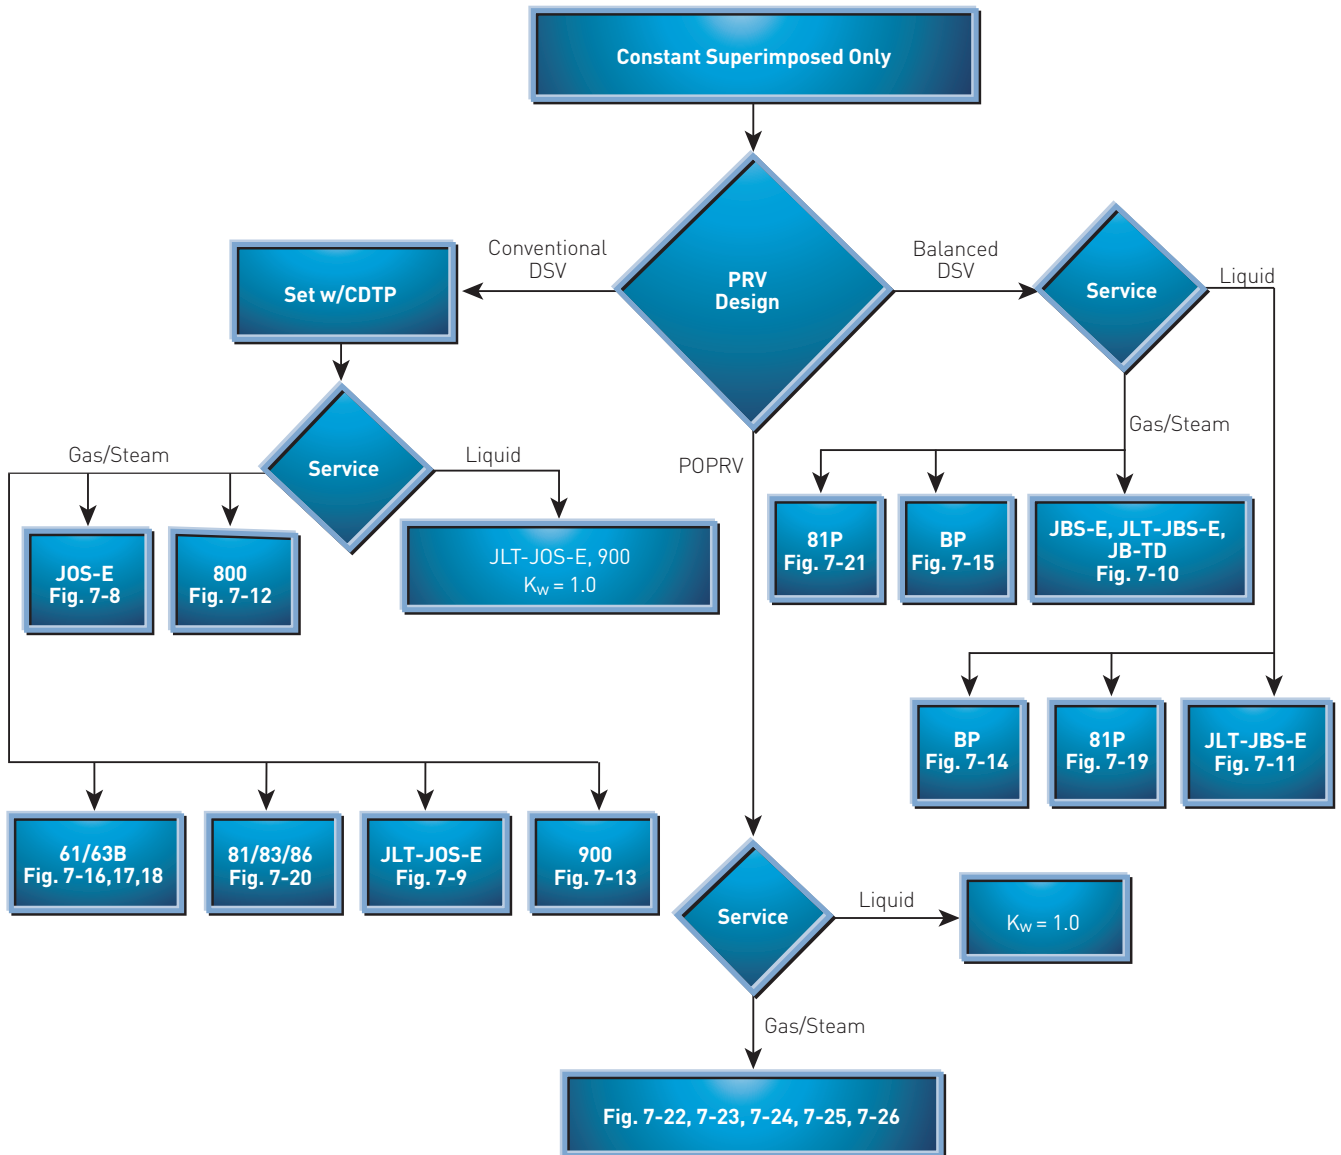 Constant Superimposed Only
PRV
Design
Conventional
DSV
Balanced
DSV
Set w/CDTP
Service
Liquid
Gas/Steam
81P
Fig. 7-21
BP
Fig. 7-15
JBS-E, JLT-JBS-E,
JB-TD
Fig. 7-10
POPRV
Gas/Steam
Service
Liquid
JOS-E
Fig. 7-8
800
Fig. 7-12
JLT-JOS-E, 900
Kw = 1.0
BP
Fig. 7-14
81P
Fig. 7-19
JLT-JBS-E
Fig. 7-11
61/63B
Fig. 7-16,17,18
81/83/86
Fig. 7-20
JLT-JOS-E
Fig. 7-9
900
Fig. 7-13
Service
Liquid
Kw = 1.0
Gas/Steam
Fig. 7-22, 7-23, 7-24, 7-25, 7-26